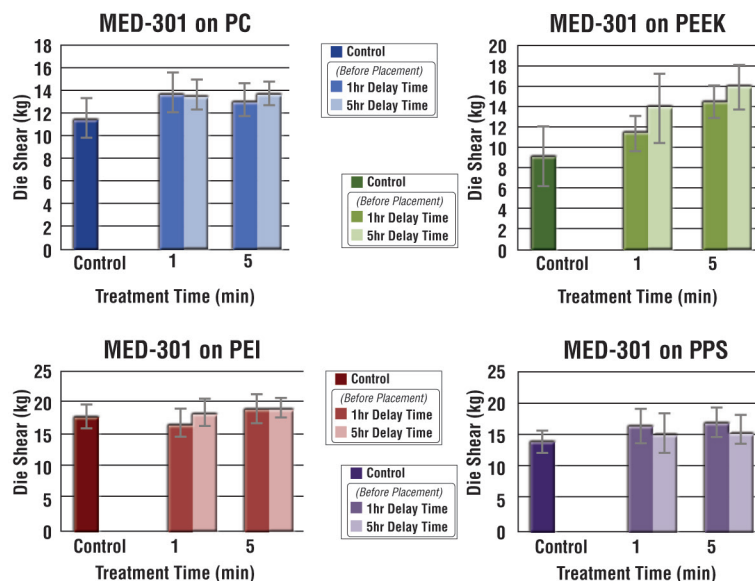 MED-301 on PC
Die Shear (kg)
18
16
14
12
10
8
6
4
2
0
Control
1
5
Treatment Time (min)
Control
(Before Placement)
1hr Delay Time
5hr Delay Time
MED-301 on PEEK
Die Shear (kg)
20
18
16
14
12
10
8
6
4
2
0
Control
1
5
Treatment Time (min)
Control
(Before Placement)
1hr Delay Time
5hr Delay Time
MED-301 on PEI
Die Shear (kg)
25
20
15
10
5
0
Control
1
5
Treatment Time (min)
Control
(Before Placement)
1hr Delay Time
5hr Delay Time
MED-301 on PPS
Die Shear (kg)
25
20
15
10
5
0
Control
1
5
Treatment Time (min)
Control
(Before Placement)
1hr Delay Time
5hr Delay Time